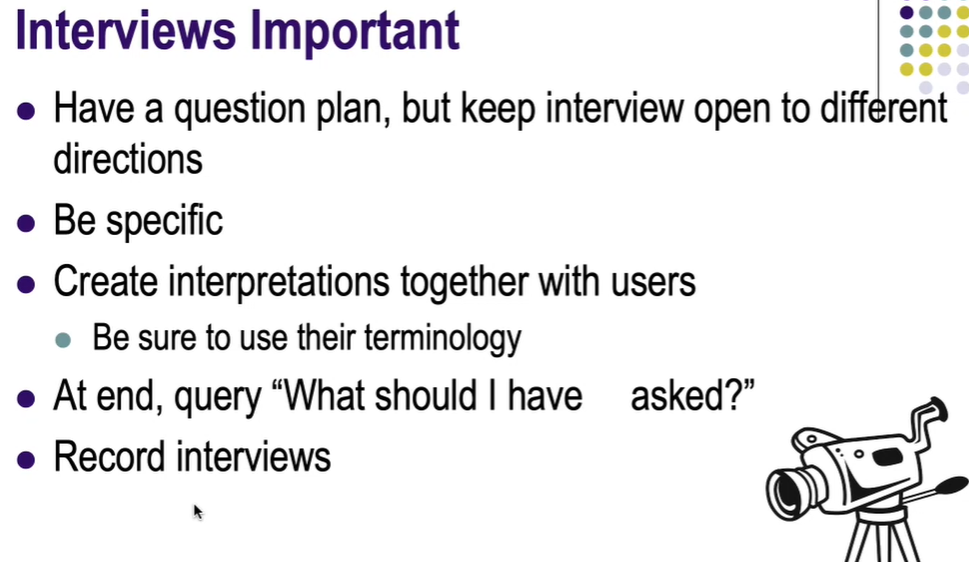 Interviews Important
Have a question plan, but keep interview open to different
directions
Be specific
Create interpretations together with users
Be sure to use their terminology
At end, query “What should I have asked?”
Record interviews